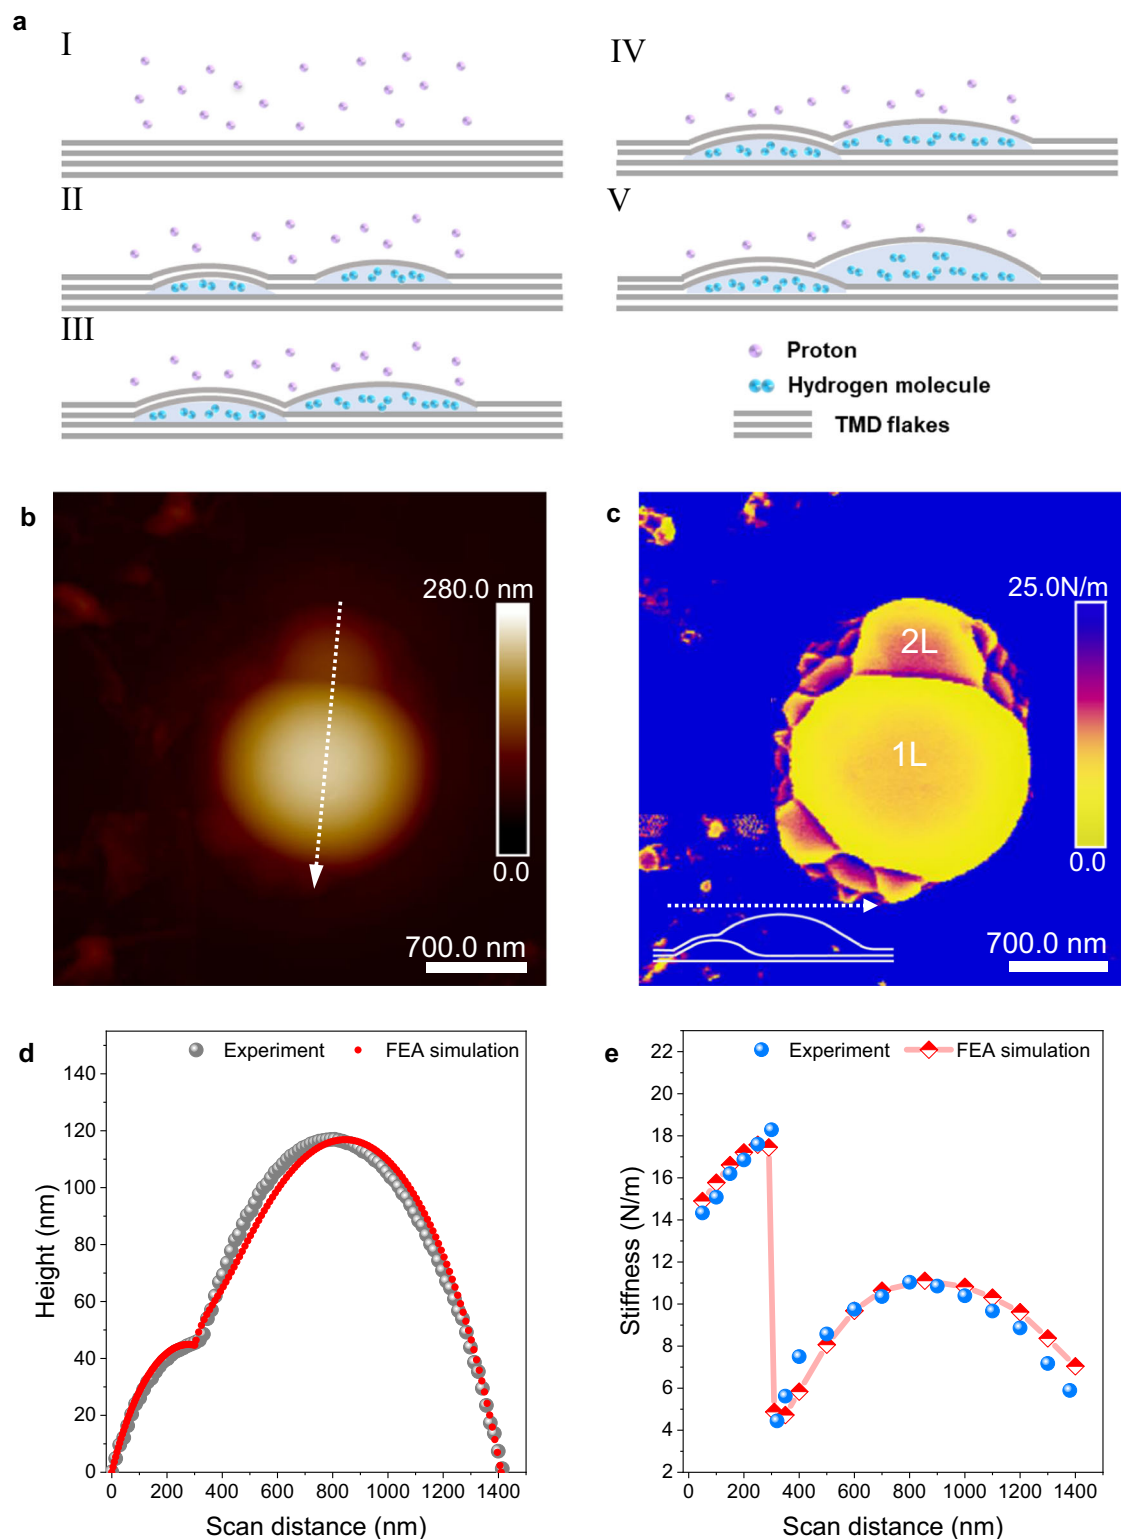 a
I
II
III
IV
V
Proton
Hydrogen molecule
TMD flakes
b
280.0 nm
0.0
700.0 nm
c
25.0N/m
2L
1L
0.0
700.0 nm
d
Experiment
FEA simulation
140
120
100
80
60
40
20
0
Height (nm)
0 200 400 600 800 1000 1200 1400
Scan distance (nm)
e
Experiment
FEA simulation
22
20
18
16
14
12
10
8
6
4
2
Stiffness (N/m)
0 200 400 600 800 1000 1200 1400
Scan distance (nm)